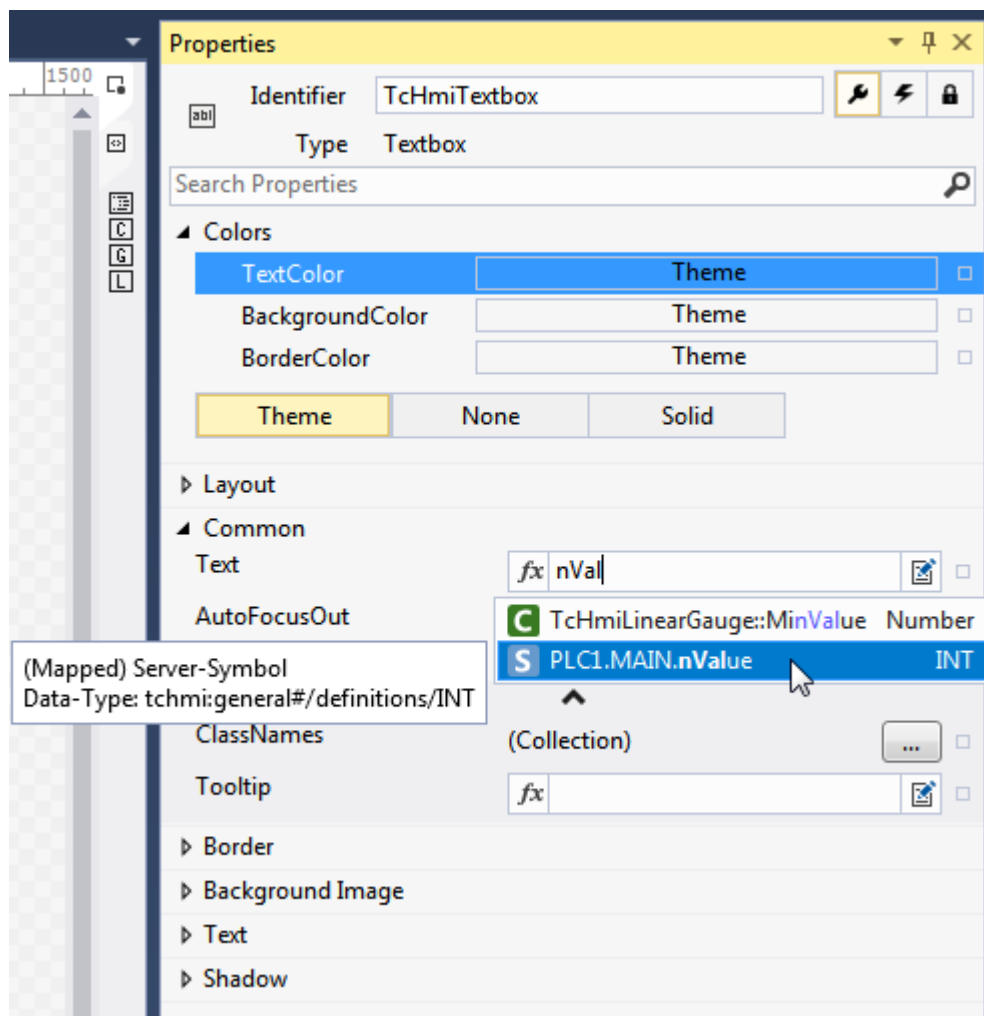 Properties
1500
Identifier TcHmiTextbox
abl
Type Textbox
Search Properties
Colors
C
G
L
TextColor Theme
BackgroundColor Theme
BorderColor Theme
Theme None Solid
Layout
Common
Text fx nVal
AutoFocusOut
C TcHmiLinearGauge::MinValue Number
S PLC1.MAIN.nValue INT
(Mapped) Server-Symbol
Data-Type: tchmi:general#/definitions/INT
ClassNames (Collection) ...
Tooltip fx
Border
Background Image
Text
Shadow